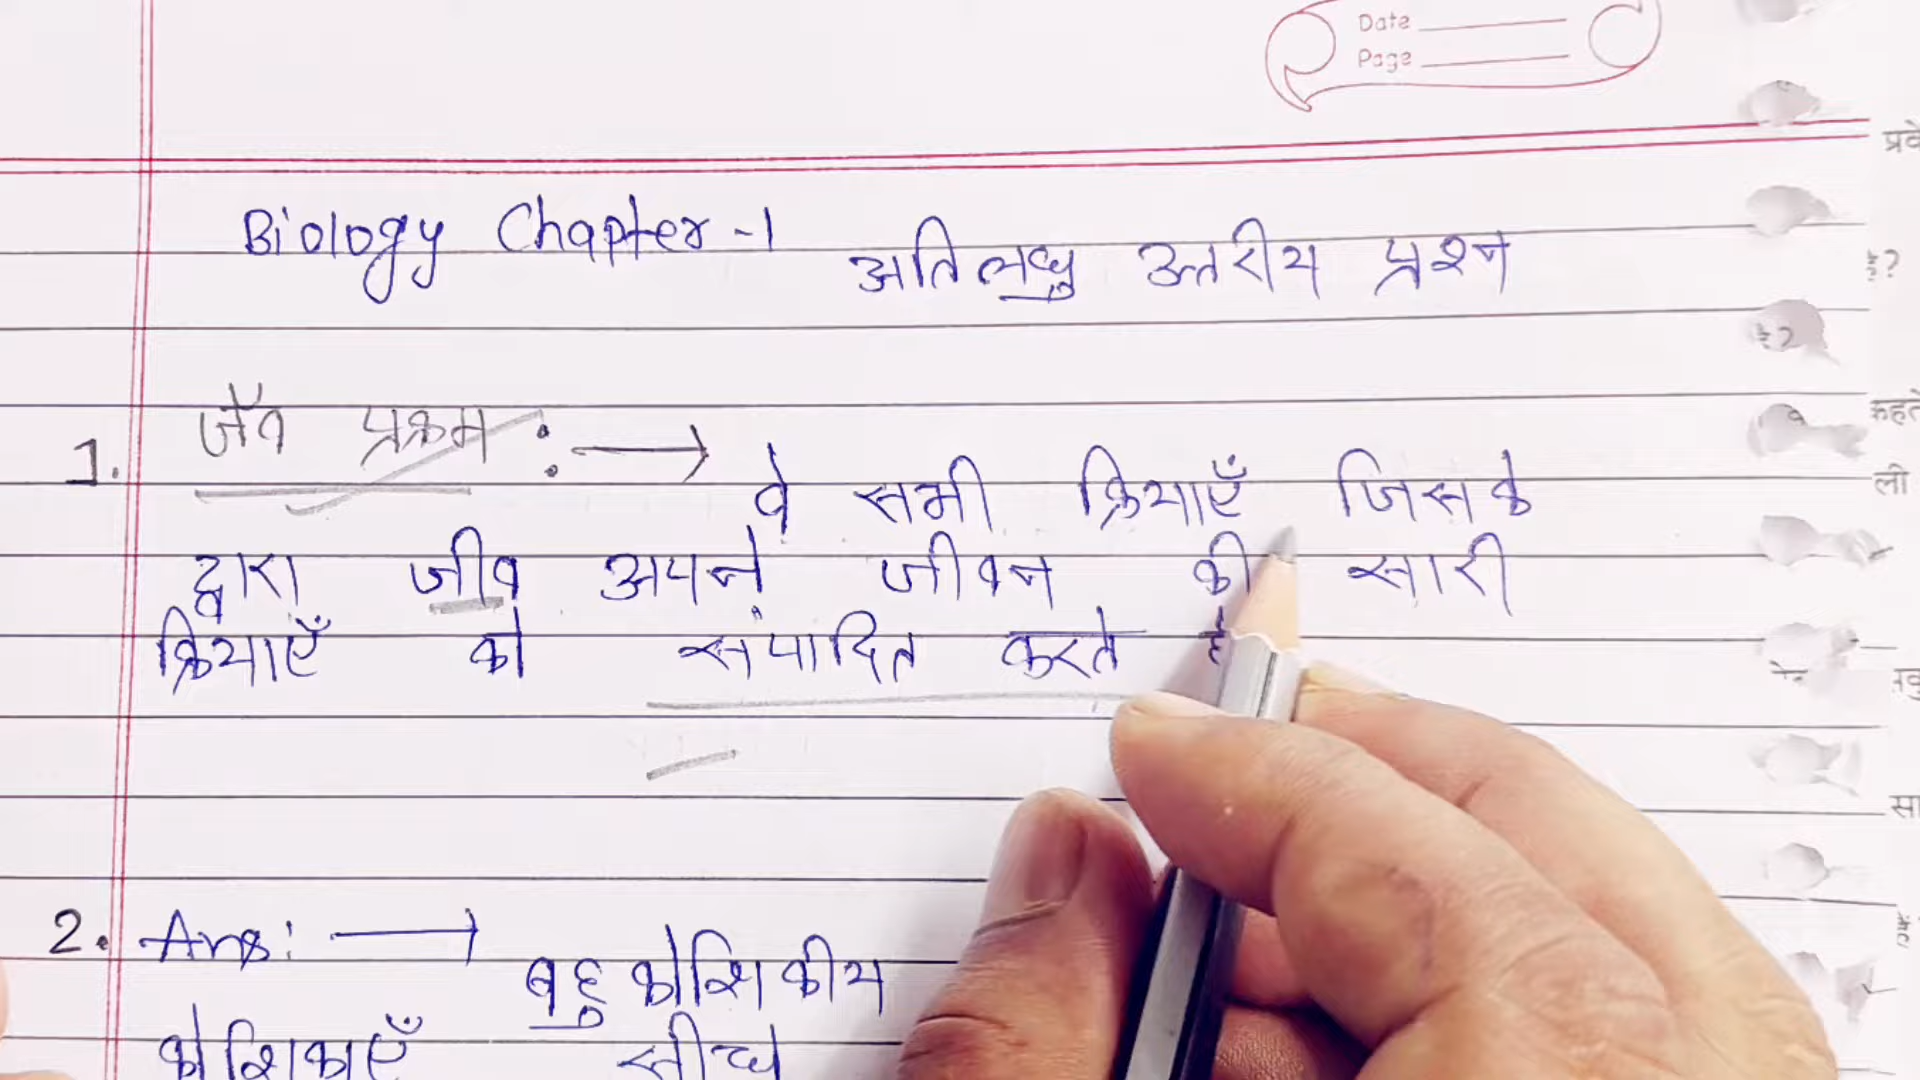 Date
Page
Biology Chapter-1 अतिलघु उत्तरीय प्रश्न
1. जैव प्रक्रम : → वे सभी क्रियाएँ जिसके
द्वारा जीव अपने जीवन की सारी
क्रियाएँ को संपादित करते है
2. Ans: → बहु कोशिकीय
कोशिकाएँ सीधे
है?
है?
कहते
ली
सा